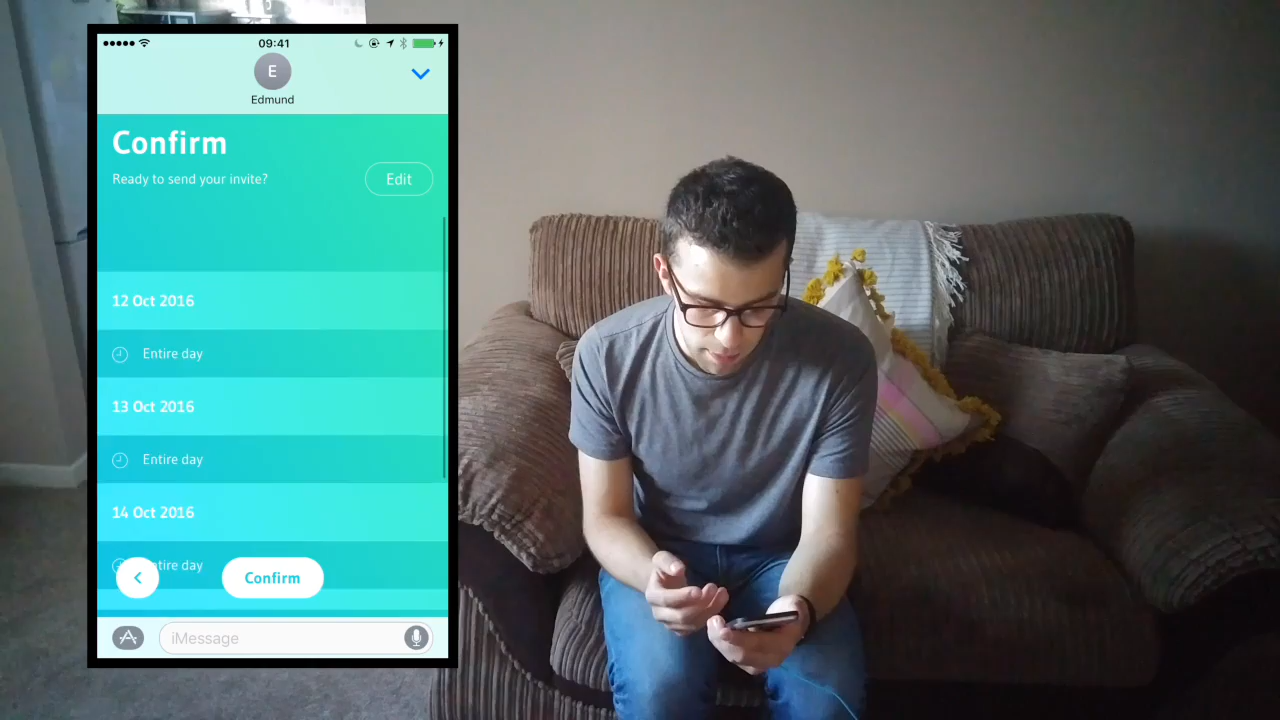 09:41
E
Edmund
Confirm
Ready to send your invite?
Edit
12 Oct 2016
Entire day
13 Oct 2016
Entire day
14 Oct 2016
tire day
Confirm
iMessage